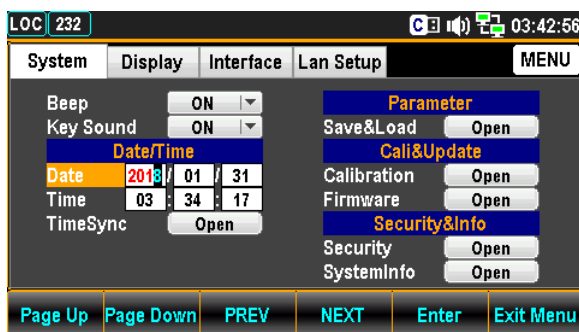 LOC 232 C 03:42:56
System Display Interface Lan Setup MENU
Beep ON
Key Sound ON
Date/Time
Date 2018 / 01 / 31
Time 03 : 34 : 17
TimeSync Open
Parameter
Save&Load Open
Cali&Update
Calibration Open
Firmware Open
Security&Info
Security Open
SystemInfo Open
Page Up Page Down PREV NEXT Enter Exit Menu